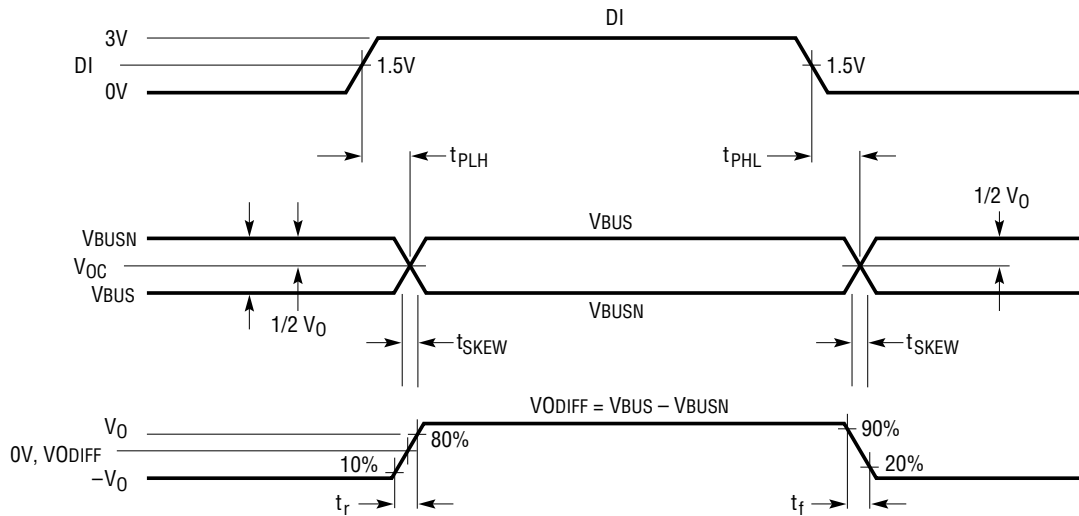 DI
3V
DI
1.5V
1.5V
0V
tPLH
tPHL
1/2 VO
VBUSN
VBUS
VOC
VBUS
VBUSN
1/2 VO
tSKEW
tSKEW
VODIFF = VBUS – VBUSN
VO
80%
90%
0V, VODIFF
10%
20%
–VO
tr
tf